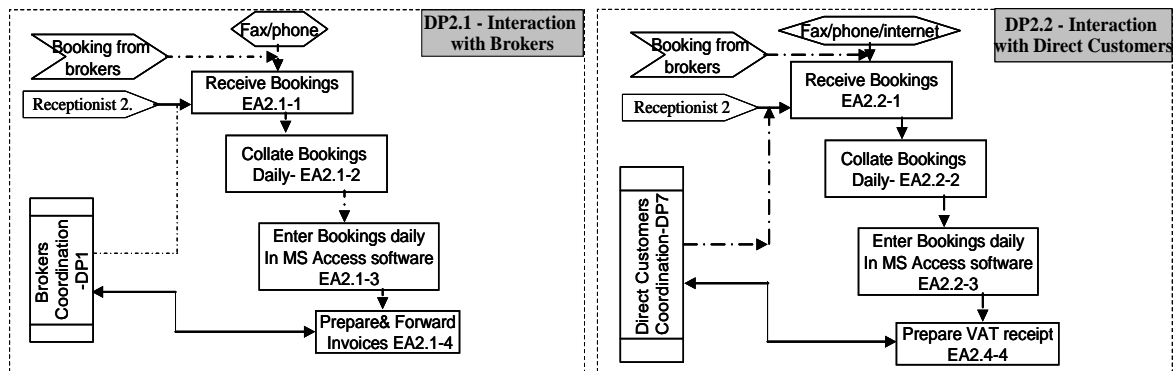 DP2.1 - Interaction
with Brokers
Fax/phone
Booking from
brokers
Receive Bookings
EA2.1-1
Receptionist 2.
Collate Bookings
Daily- EA2.1-2
Enter Bookings daily
In MS Access software
EA2.1-3
Brokers
Coordination
-DP1
Prepare& Forward
Invoices EA2.1-4
DP2.2 - Interaction
with Direct Customers
Fax/phone/internet
Booking from
brokers
Receive Bookings
EA2.2-1
Receptionist 2
Collate Bookings
Daily- EA2.2-2
Enter Bookings daily
In MS Access software
EA2.2-3
Direct Customers
Coordination-DP7
Prepare VAT receipt
EA2.4-4